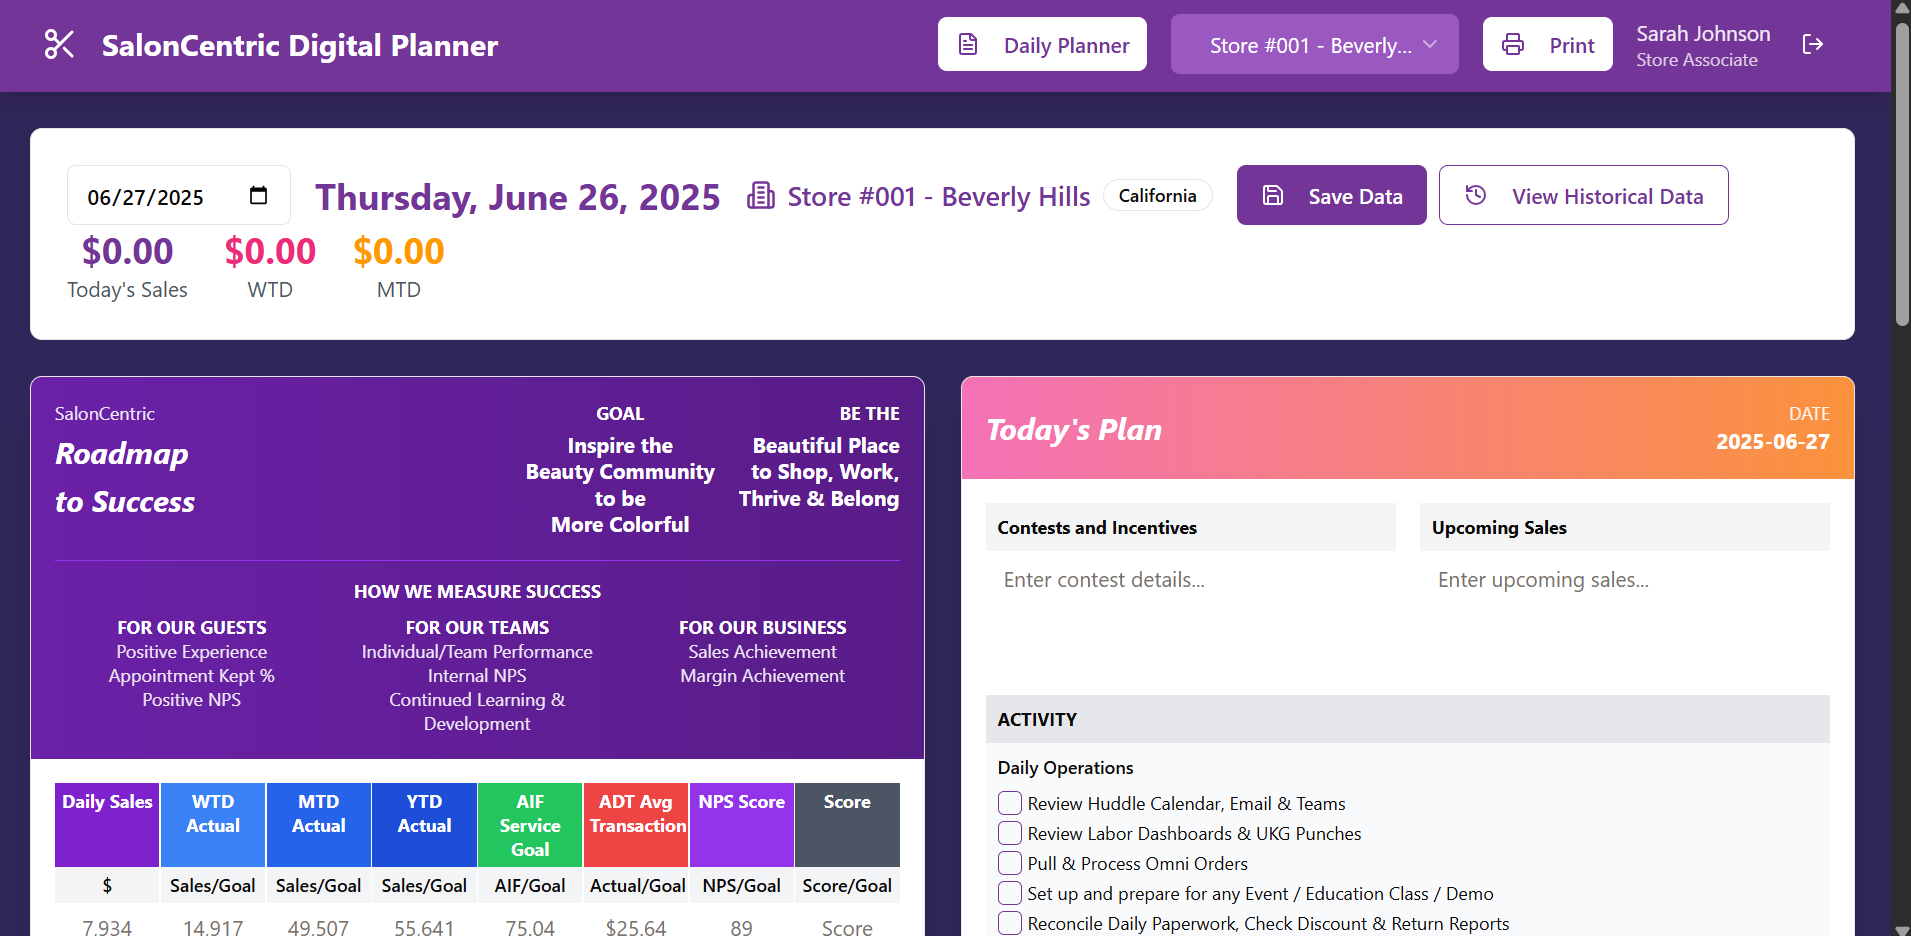 SalonCentric Digital Planner
Daily Planner
Store #001 - Beverly...
Print
Sarah Johnson
Store Associate
06/27/2025
Thursday, June 26, 2025
Store #001 - Beverly Hills
California
Save Data
View Historical Data
$0.00
Today's Sales
$0.00
WTD
$0.00
MTD
SalonCentric
Roadmap
to Success
GOAL
Inspire the
Beauty Community
to be
More Colorful
BE THE
Beautiful Place
to Shop, Work,
Thrive & Belong
HOW WE MEASURE SUCCESS
FOR OUR GUESTS
Positive Experience
Appointment Kept %
Positive NPS
FOR OUR TEAMS
Individual/Team Performance
Internal NPS
Continued Learning &
Development
FOR OUR BUSINESS
Sales Achievement
Margin Achievement
Daily Sales
WTD
Actual
MTD
Actual
YTD
Actual
AIF
Service
Goal
ADT Avg
Transaction
NPS Score
Score
$
Sales/Goal
Sales/Goal
Sales/Goal
AIF/Goal
Actual/Goal
NPS/Goal
Score/Goal
7,934
14,917
49,507
55,641
75.04
$25.64
89
Score
Today's Plan
DATE
2025-06-27
Contests and Incentives
Enter contest details...
Upcoming Sales
Enter upcoming sales...
ACTIVITY
Daily Operations
Review Huddle Calendar, Email & Teams
Review Labor Dashboards & UKG Punches
Pull & Process Omni Orders
Set up and prepare for any Event / Education Class / Demo
Reconcile Daily Paperwork, Check Discount & Return Reports